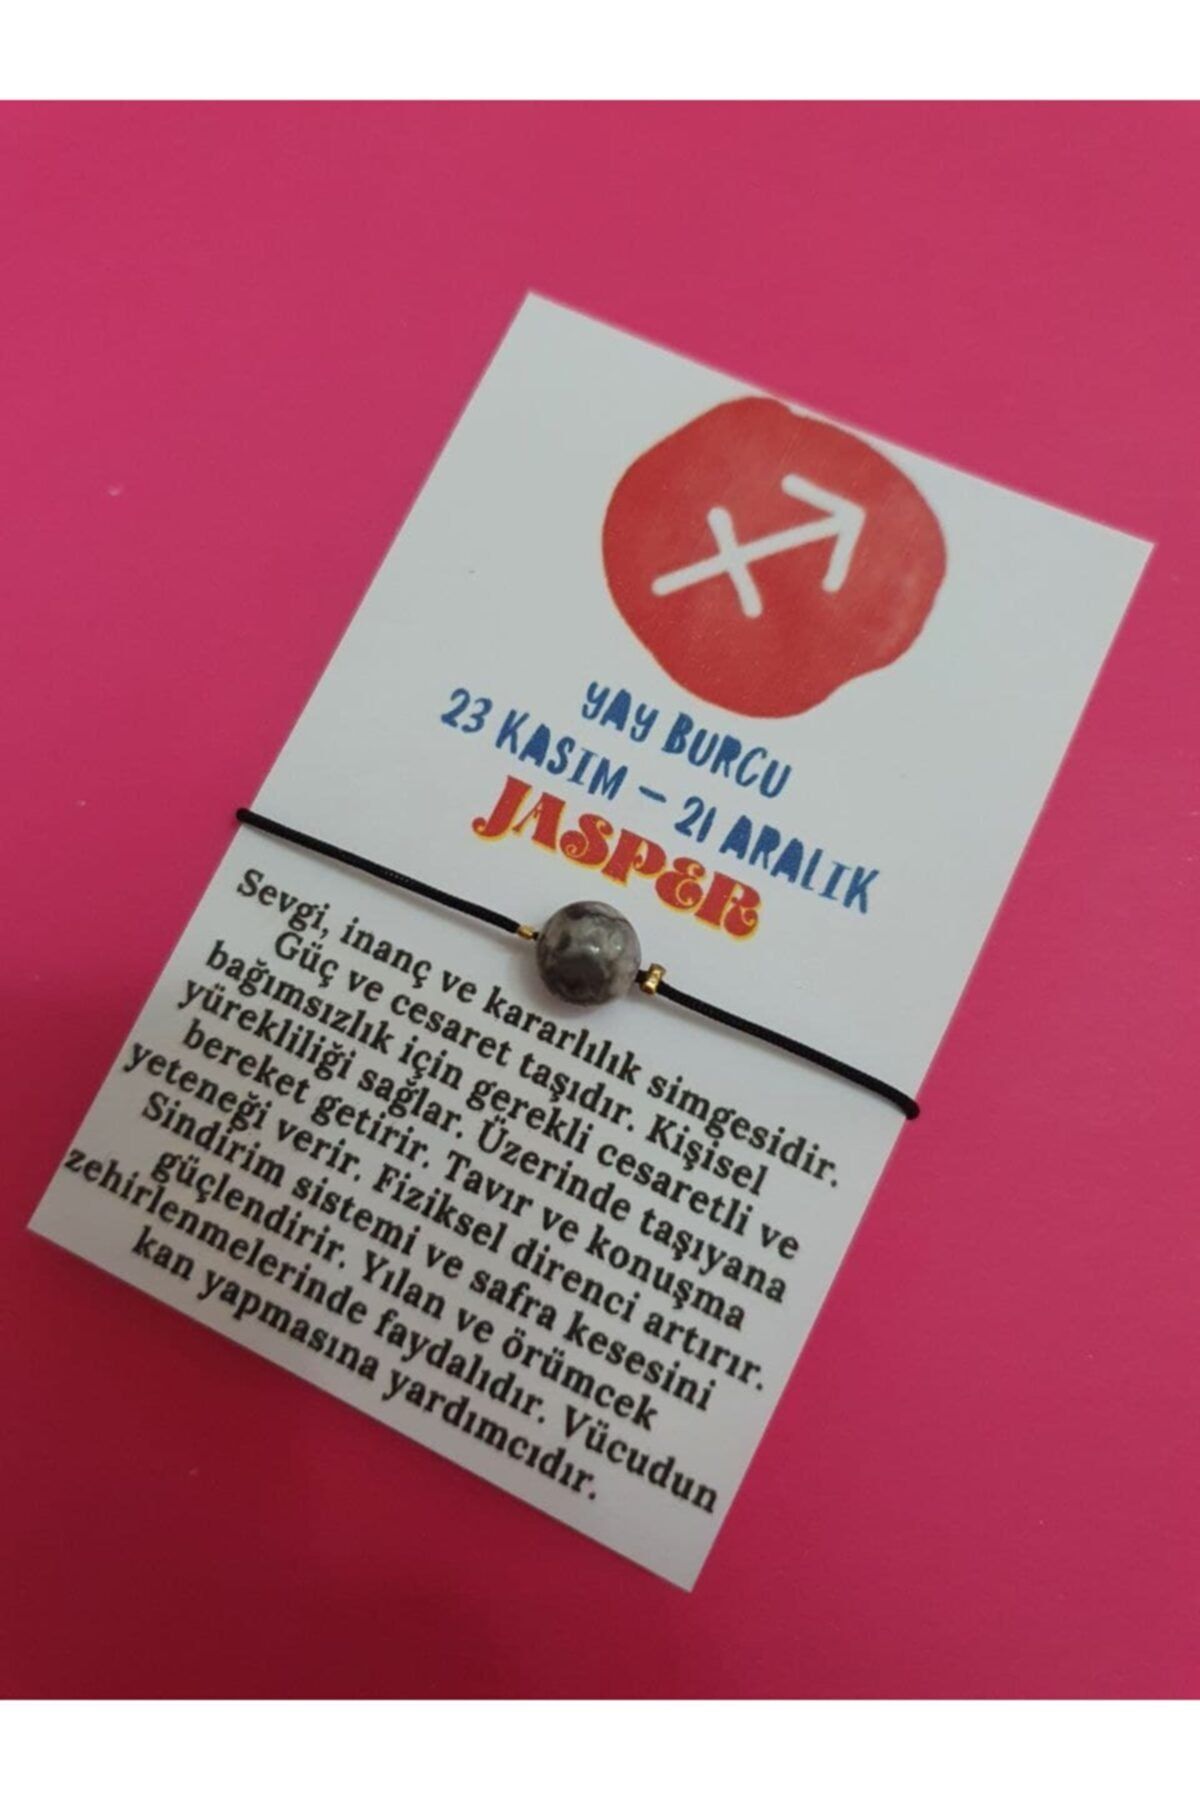 YAY BURCU
23 KASIM - 21 ARALIK
JASPER
Sevgi, inanç ve kararlılık simgesidir.
Güç ve cesaret taşıdır. Kişisel
bağımsızlık için gerekli cesaretli ve
yürekliliği sağlar. Üzerinde taşıyana
bereket getirir. Tavır ve konuşma
yeteneği verir. Fiziksel direnci artırır.
Sindirim sistemi ve safra kesesini
güçlendirir. Yılan ve örümcek
zehirlenmelerinde faydalıdır. Vücudun
kan yapmasına yardımcıdır.